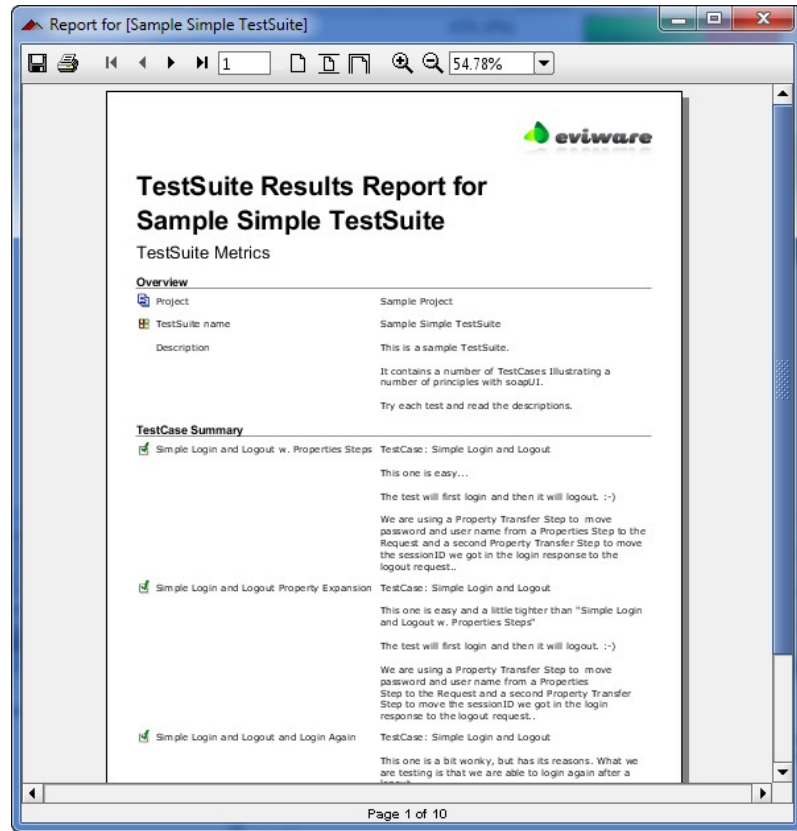 Report for [Sample Simple TestSuite]
1
54.78%
eviware
TestSuite Results Report for
Sample Simple TestSuite
TestSuite Metrics
Overview
Project Sample Project
TestSuite name Sample Simple TestSuite
Description This is a sample TestSuite.
It contains a number of TestCases Illustrating a
number of principles with soapUI.
Try each test and read the descriptions.
TestCase Summary
Simple Login and Logout w. Properties Steps TestCase: Simple Login and Logout
This one is easy...
The test will first login and then it will logout. :-)
We are using a Property Transfer Step to move
password and user name from a Properties Step to the
Request and a second Property Transfer Step to move
the sessionID we got in the login response to the
logout request..
Simple Login and Logout Property Expansion TestCase: Simple Login and Logout
This one is easy and a little tighter than "Simple Login
and Logout w. Properties Steps"
The test will first login and then it will logout. :-)
We are using a Property Transfer Step to move
password and user name from a Properties
Step to the Request and a second Property Transfer
Step to move the sessionID we got in the login
response to the logout request..
Simple Login and Logout and Login Again TestCase: Simple Login and Logout
This one is a bit wonky, but has its reasons. What we
are testing is that we are able to login again after a
Page 1 of 10